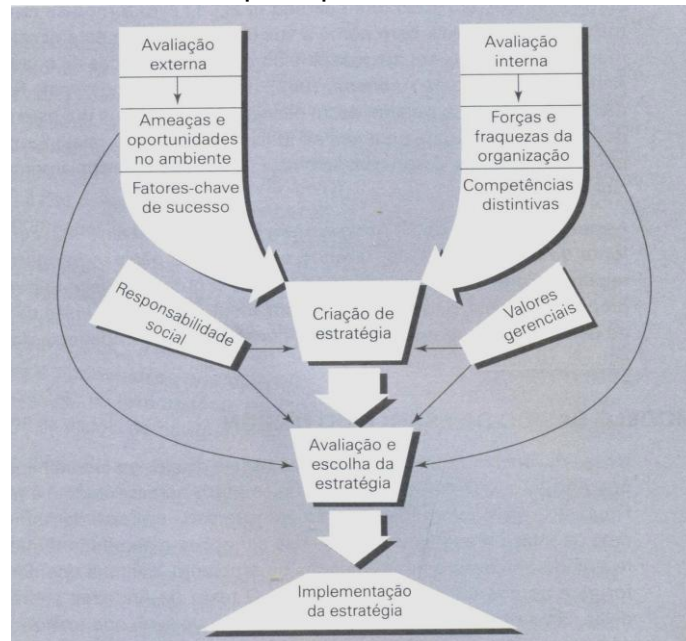 Avaliação
externa
Ameaças e
oportunidades
no ambiente
Fatores-chave
de sucesso
Avaliação
interna
Forças e
fraquezas da
organização
Competências
distintivas
Responsabilidade
social
Criação de
estratégia
Valores
gerenciais
Avaliação e
escolha da
estratégia
Implementação
da estratégia